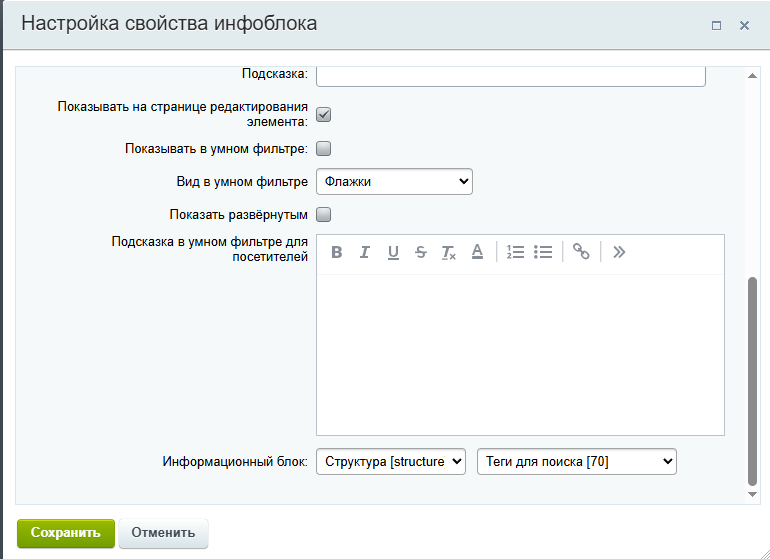 Настройка свойства инфоблока
Подсказка:
Показывать на странице редактирования
элемента:
Показывать в умном фильтре:
Вид в умном фильтре Флажки
Показать развёрнутым
Подсказка в умном фильтре для
посетителей
B I U S Tx A
Информационный блок: Структура [structure Теги для поиска [70]
Сохранить Отменить